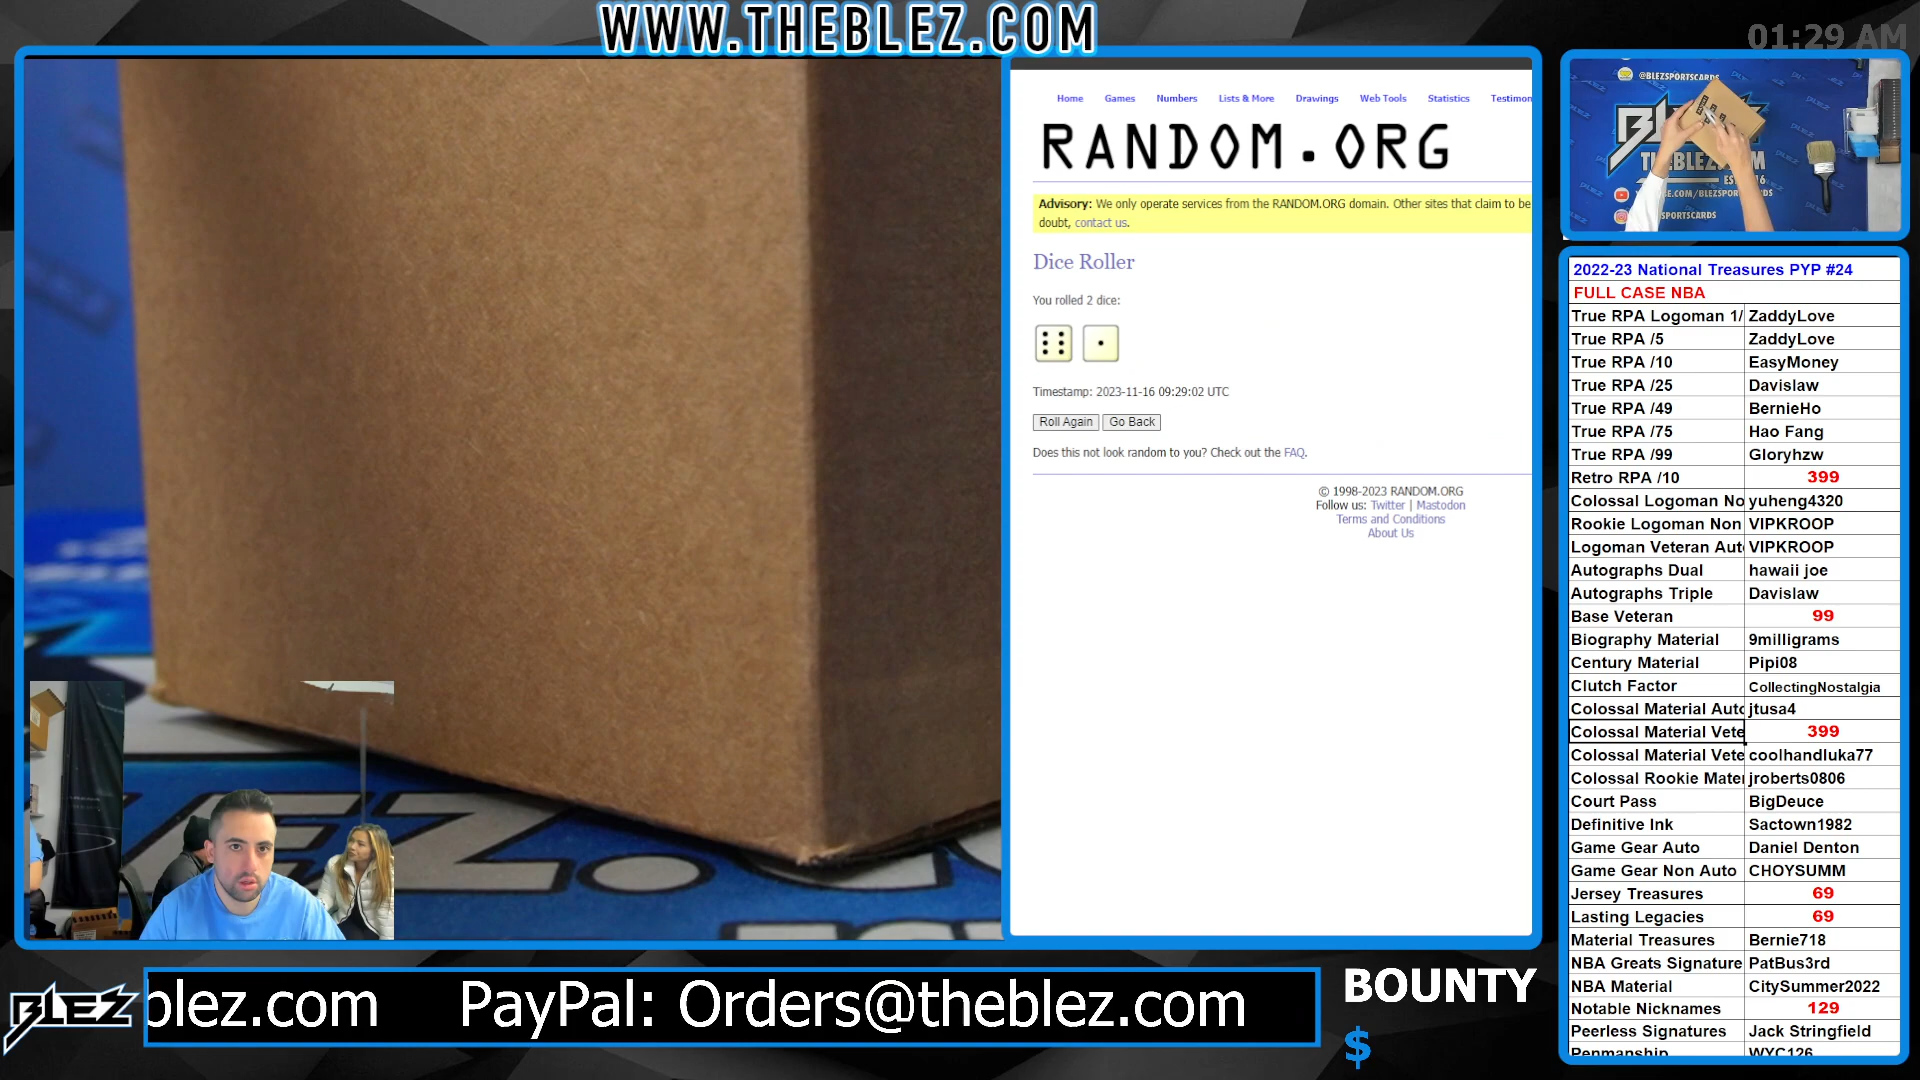 WWW.THEBLEZ.COM
01:29 AM
Home Games Numbers Lists & More Drawings Web Tools Statistics Testimon
RANDOM.ORG
Advisory: We only operate services from the RANDOM.ORG domain. Other sites that claim to be
doubt, contact us.
Dice Roller
You rolled 2 dice:
Timestamp: 2023-11-16 09:29:02 UTC
Roll Again Go Back
Does this not look random to you? Check out the FAQ.
© 1998-2023 RANDOM.ORG
Follow us: Twitter | Mastodon
Terms and Conditions
About Us
@BLEZSPORTSCARDS
2022-23 National Treasures PYP #24
FULL CASE NBA
True RPA Logoman 1/ ZaddyLove
True RPA /5 ZaddyLove
True RPA /10 EasyMoney
True RPA /25 Davislaw
True RPA /49 BernieHo
True RPA /75 Hao Fang
True RPA /99 Gloryhzw
Retro RPA /10 399
Colossal Logoman No yuheng4320
Rookie Logoman Non VIPKROOP
Logoman Veteran Aut VIPKROOP
Autographs Dual hawaii joe
Autographs Triple Davislaw
Base Veteran 99
Biography Material 9milligrams
Century Material Pipi08
Clutch Factor CollectingNostalgia
Colossal Material Auto jtusa4
Colossal Material Vete 399
Colossal Material Vete coolhandluka77
Colossal Rookie Mate jroberts0806
Court Pass BigDeuce
Definitive Ink Sactown1982
Game Gear Auto Daniel Denton
Game Gear Non Auto CHOYSUMM
Jersey Treasures 69
Lasting Legacies 69
Material Treasures Bernie718
NBA Greats Signature PatBus3rd
NBA Material CitySummer2022
Notable Nicknames 129
Peerless Signatures Jack Stringfield
Penmanship WYC126
BLEZ
blez.com PayPal: Orders@theblez.com
BOUNTY
$